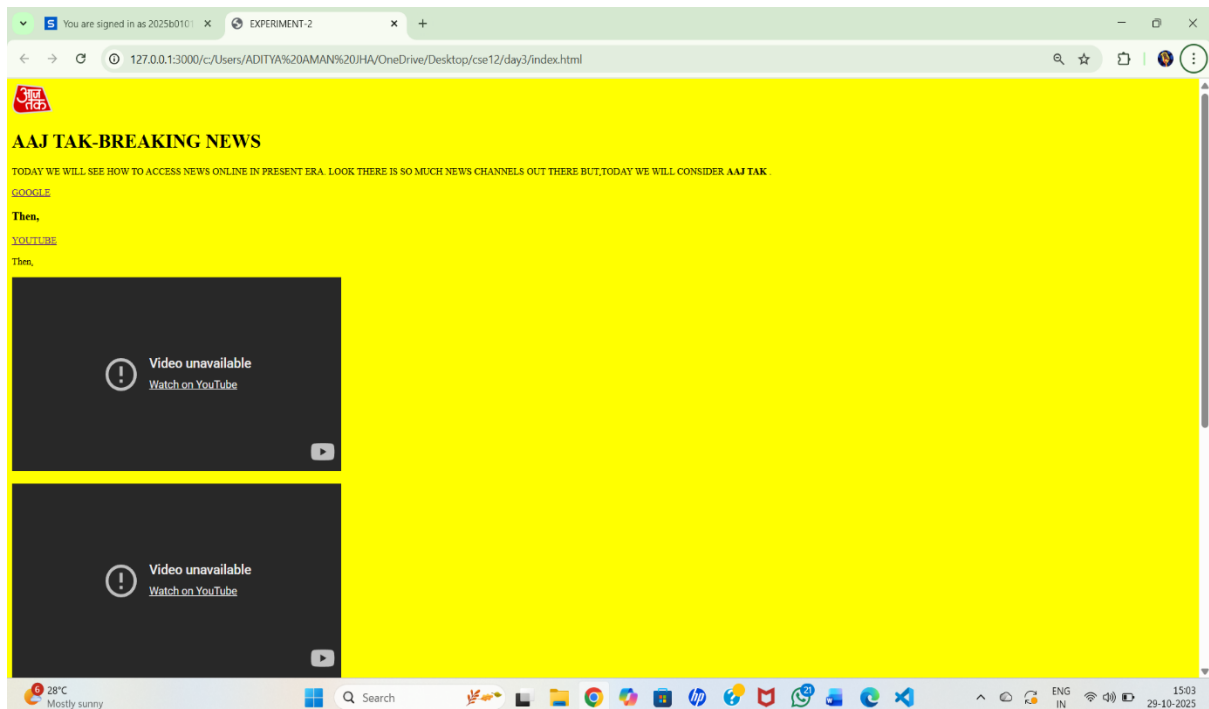 You are signed in as 2025b0101
EXPERIMENT-2
127.0.0.1:3000/c:/Users/ADITYA%20AMAN%20JHA/OneDrive/Desktop/cse12/day3/index.html
आज
तक
AAJ TAK-BREAKING NEWS
TODAY WE WILL SEE HOW TO ACCESS NEWS ONLINE IN PRESENT ERA. LOOK THERE IS SO MUCH NEWS CHANNELS OUT THERE BUT,TODAY WE WILL CONSIDER AAJ TAK .
GOOGLE
Then,
YOUTUBE
Then,
Video unavailable
Watch on YouTube
Video unavailable
Watch on YouTube
6
28°C
Mostly sunny
Search
21
ENG
IN
15:03
29-10-2025